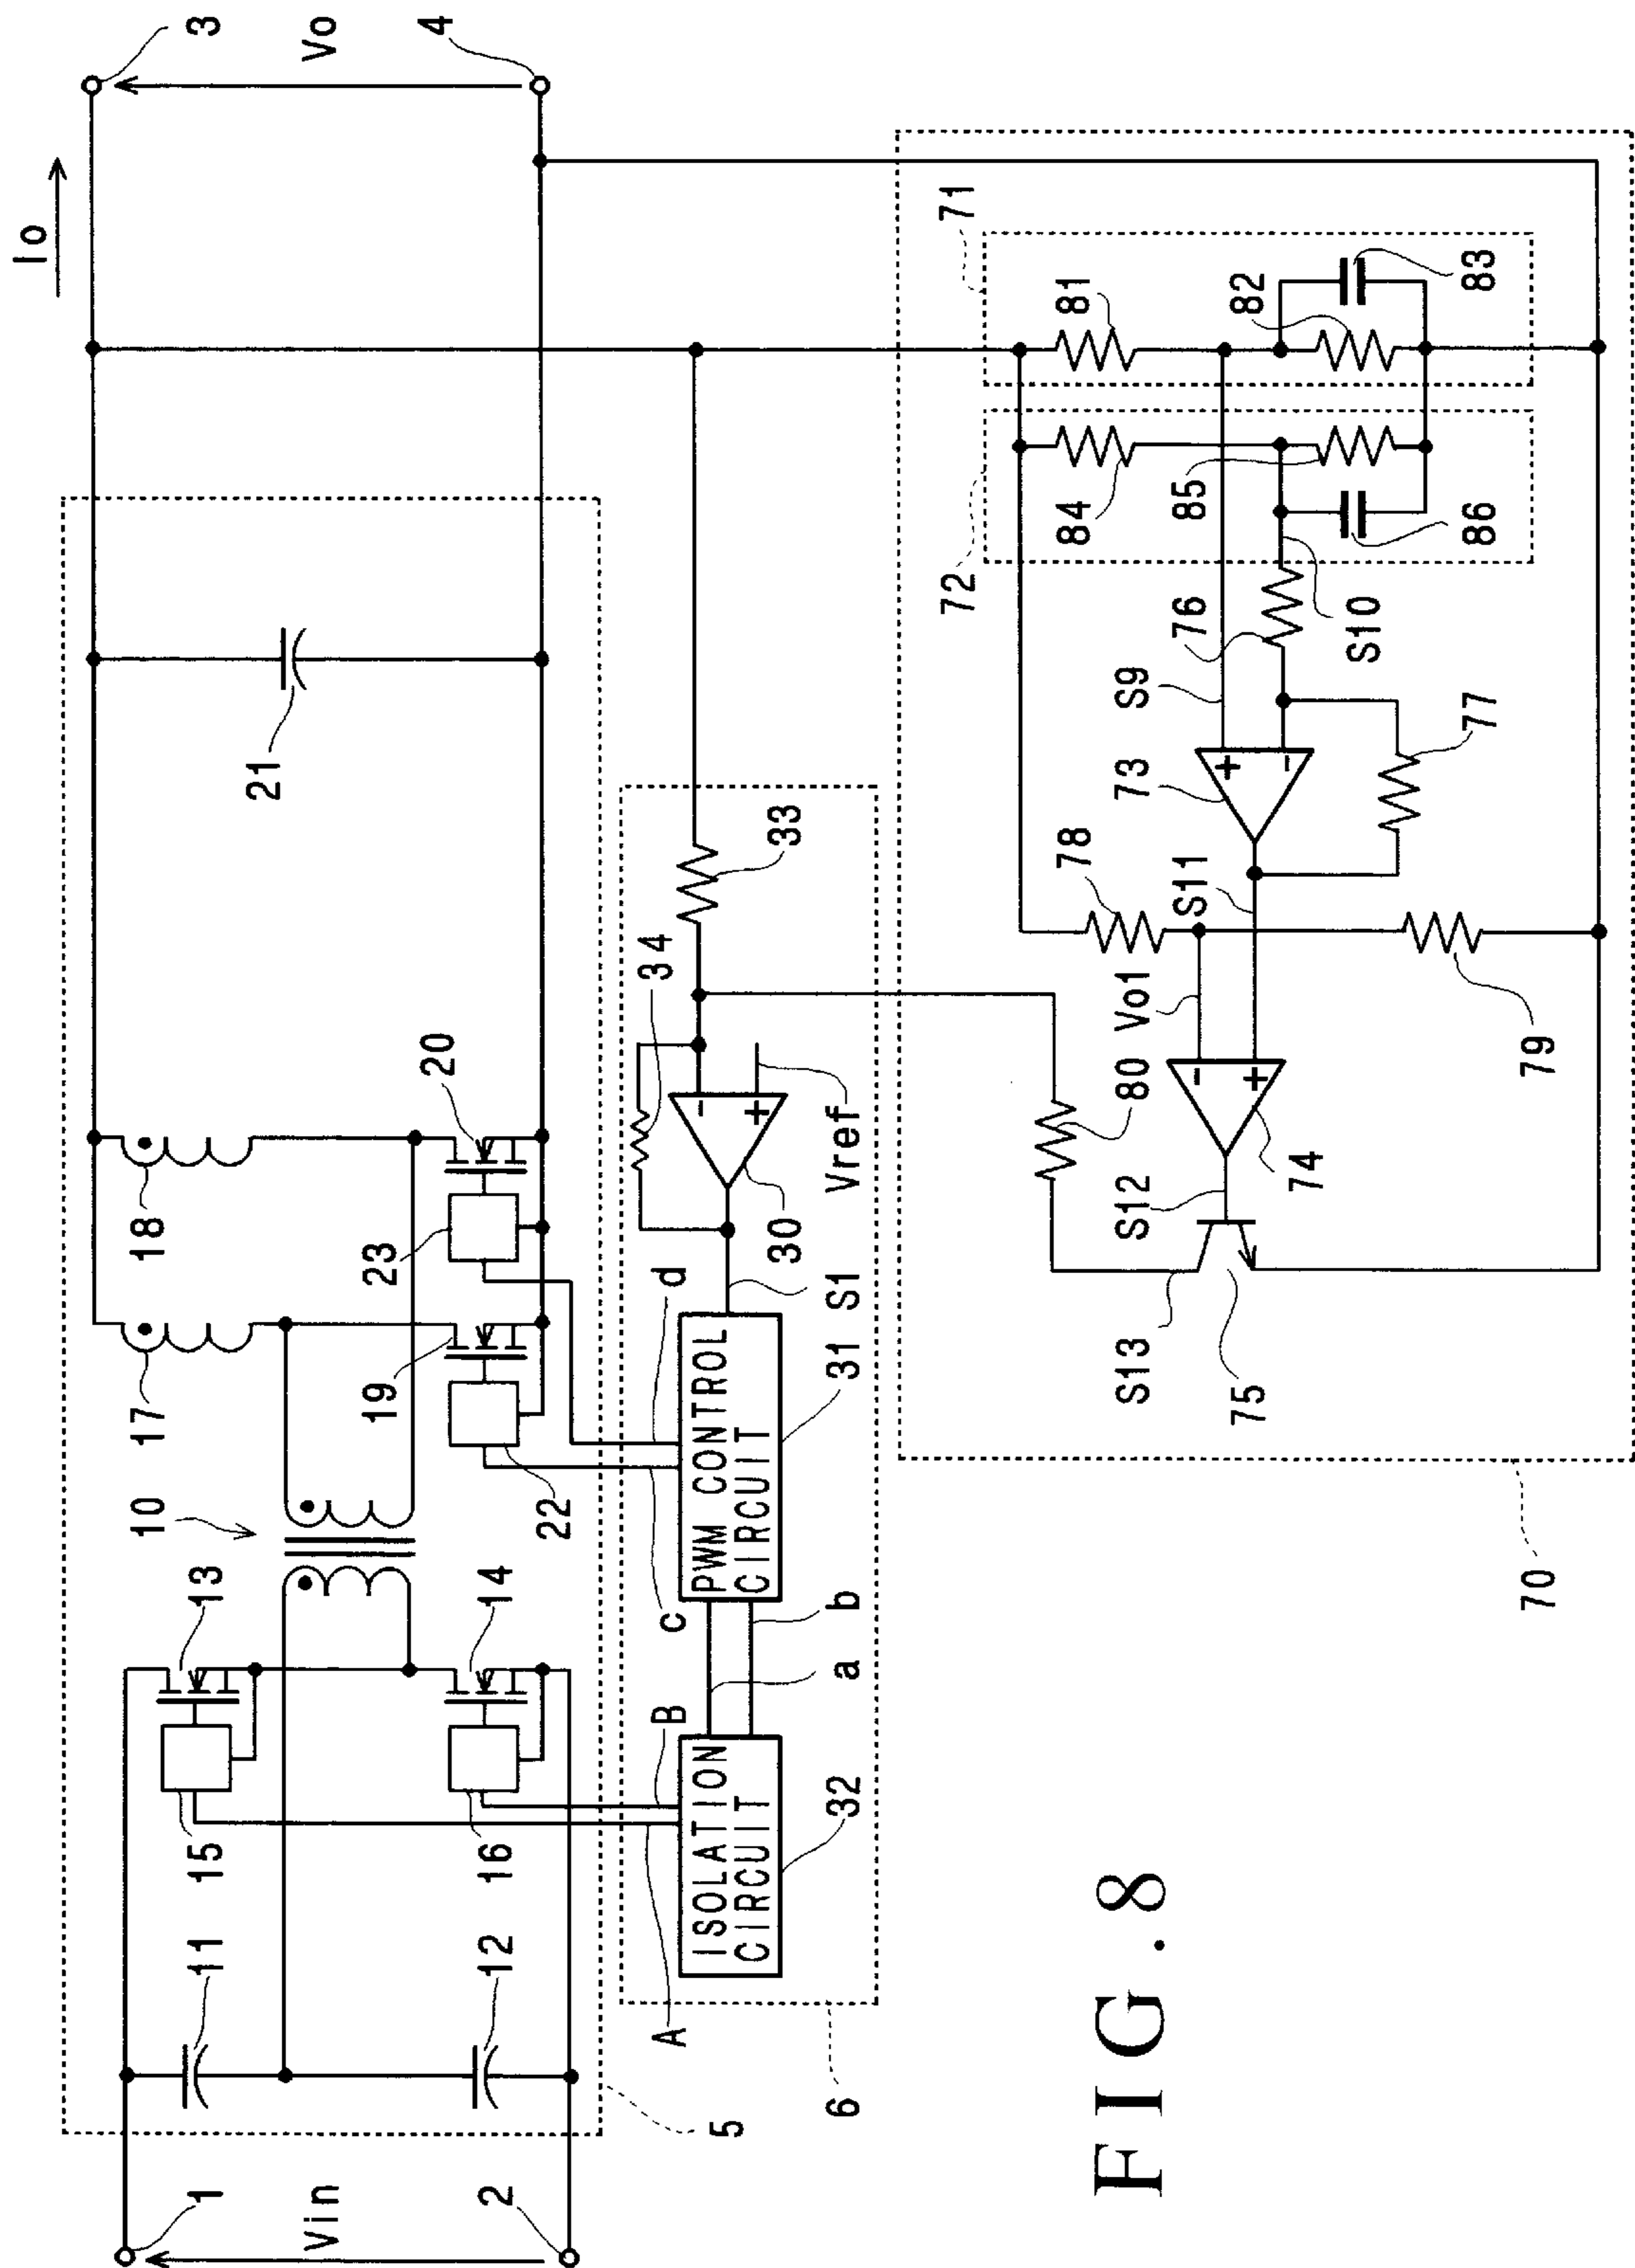 Io
3
Vo
4
5
1
Vin
2
11
12
13
14
15
16
10
17
18
19
20
21
22
23
6
A
B
a
b
c
d
ISOLATION
CIRCUIT
32
PWM CONTROL
CIRCUIT
31
S1
30
-
+
Vref
34
33
70
71
72
81
82
83
84
85
86
76
S10
S9
73
+
-
77
78
S11
Vo1
79
80
74
-
+
S12
S13
75
FIG.8